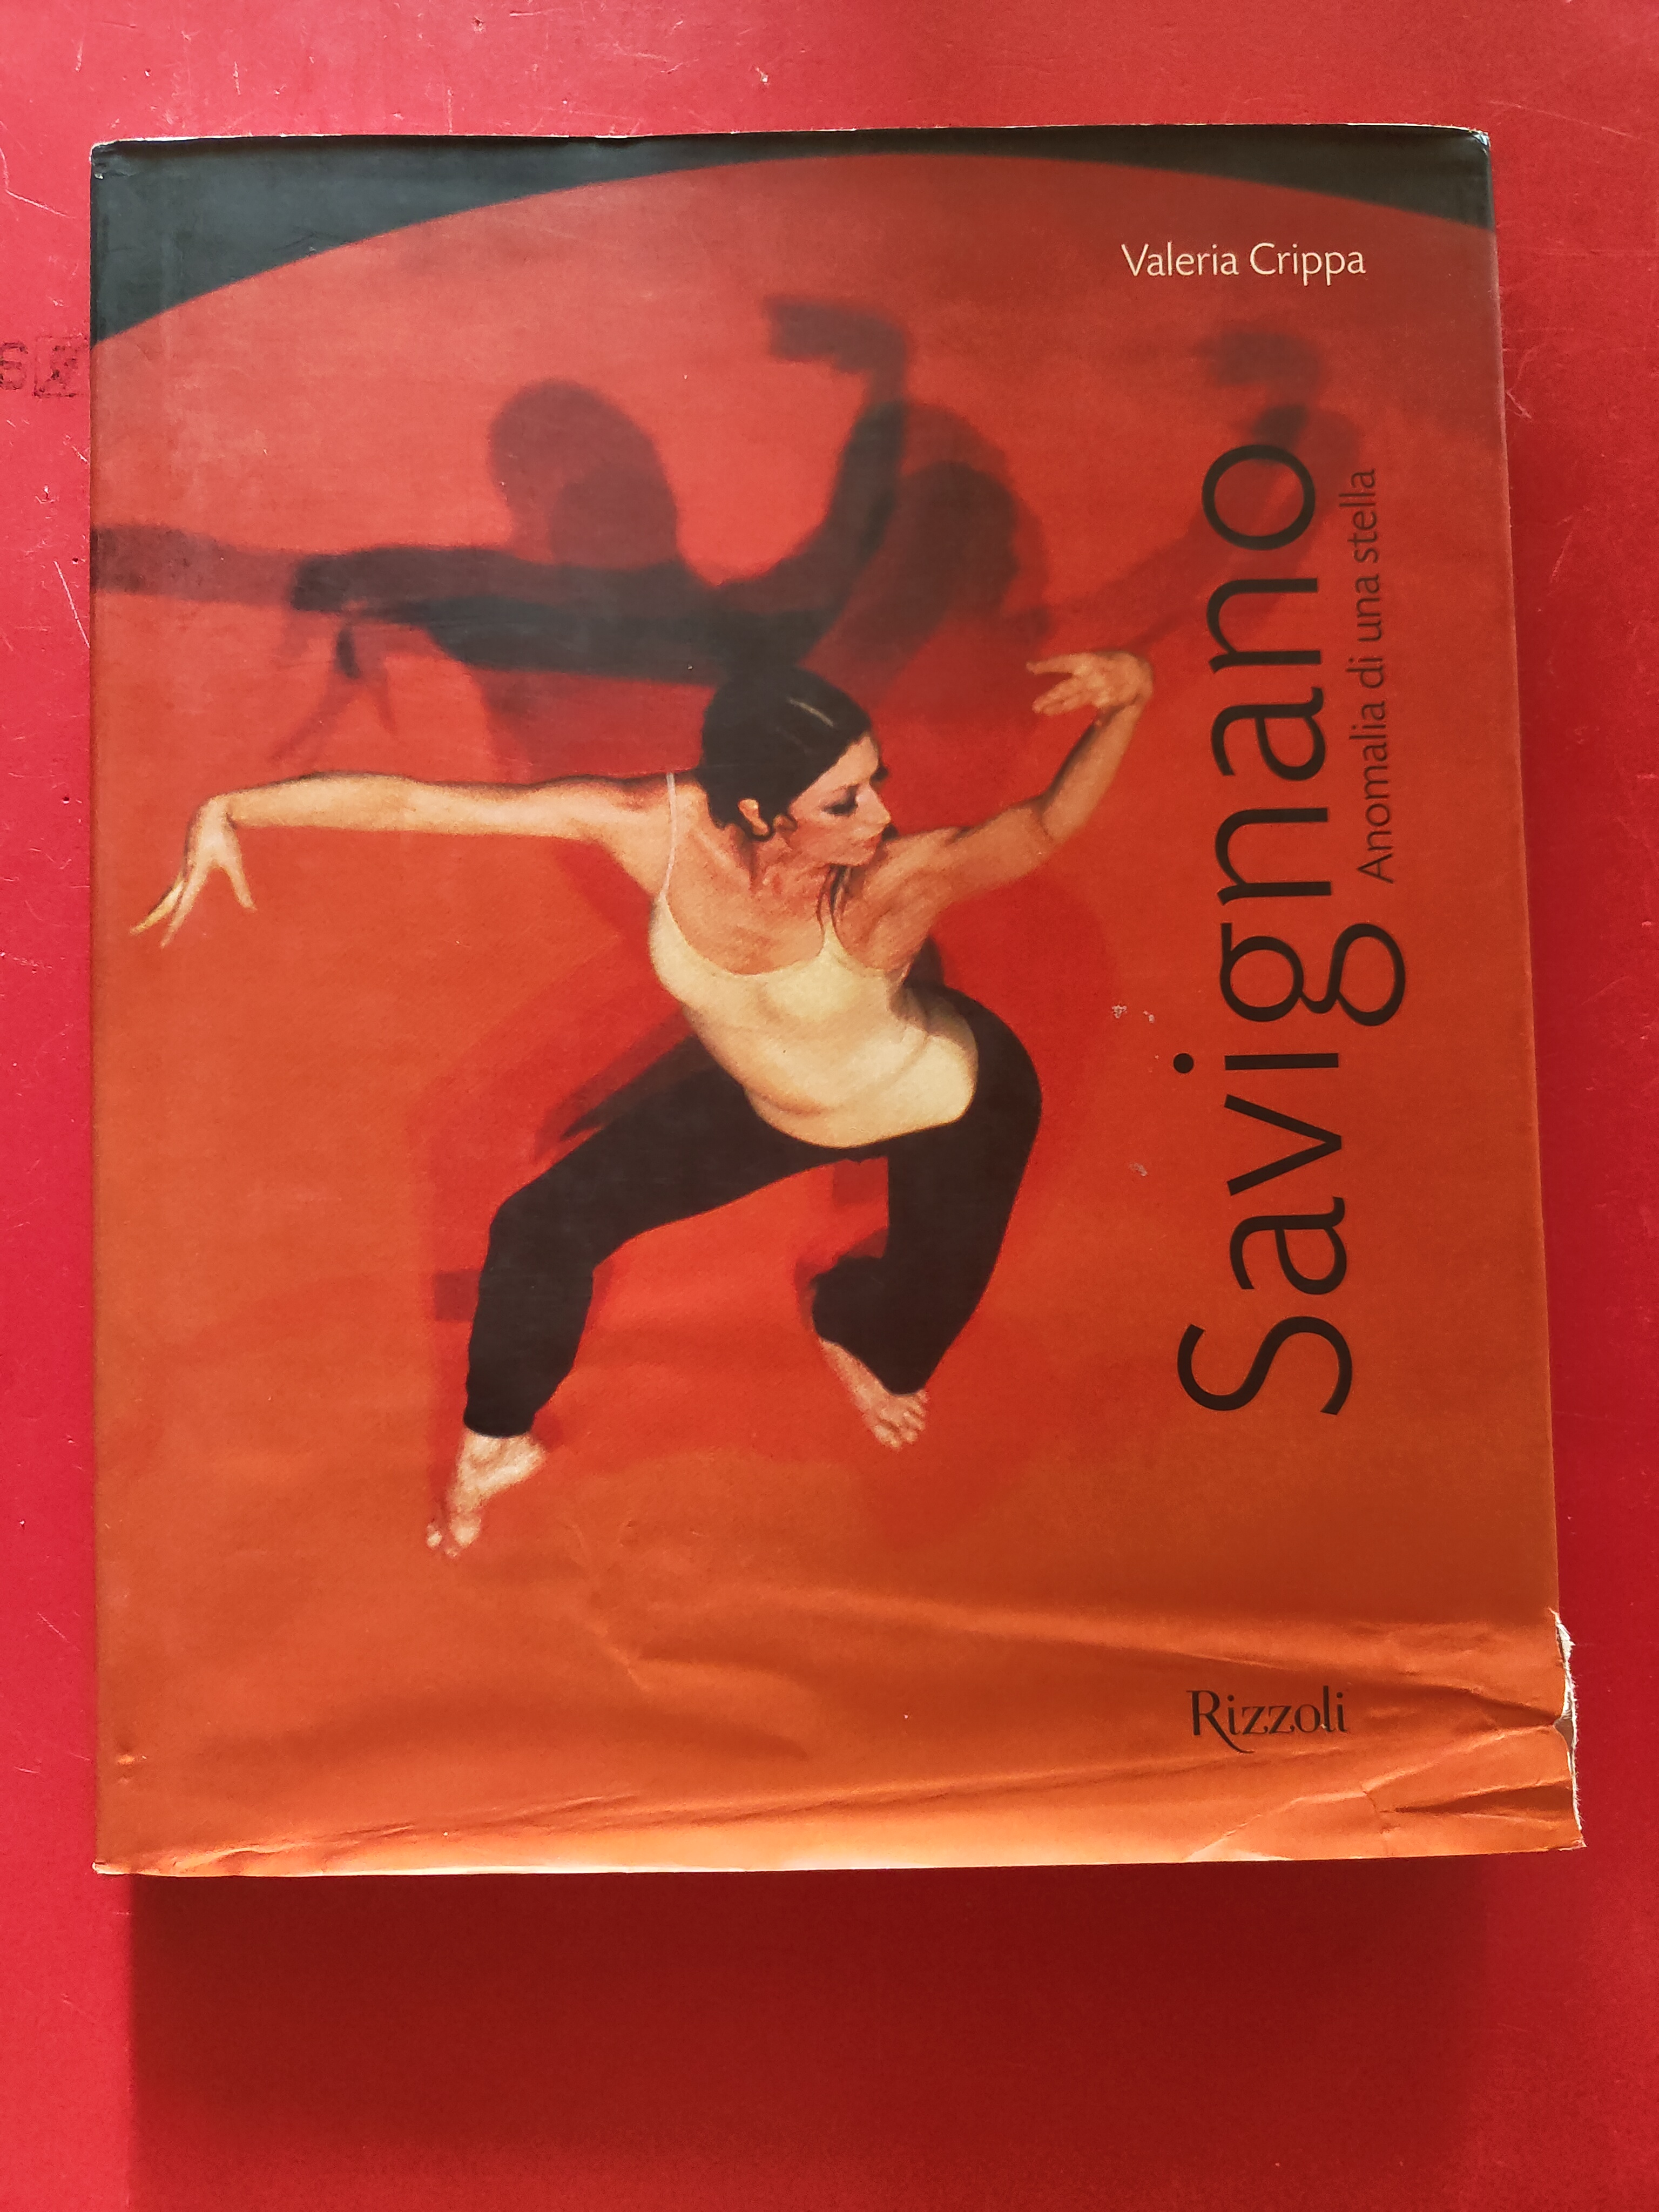 Valeria Crippa
Savignano
Anomalia di una stella
Rizzoli